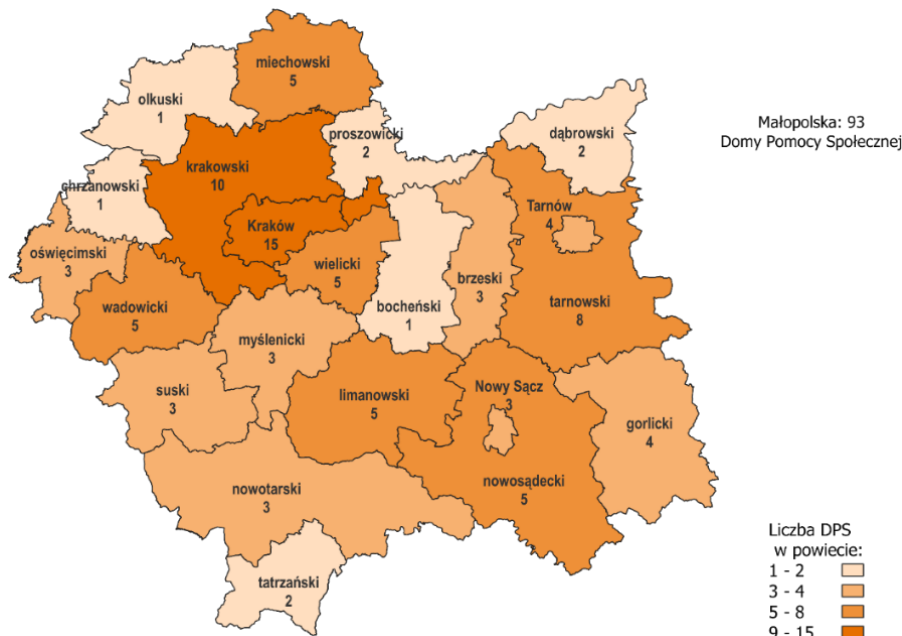 miechowski
5
olkuski
1
proszowicki
2
dąbrowski
2
Małopolska: 93
Domy Pomocy Społecznej
krakowski
10
chrzanowski
1
Tarnów
4
Kraków
15
oświęcimski
3
wielicki
5
brzeski
3
wadowicki
5
bocheński
1
tarnowski
8
myślenicki
3
suski
3
limanowski
5
Nowy Sącz
3
gorlicki
4
nowosądecki
5
nowotarski
3
tatrzański
2
Liczba DPS
w powiecie:
1 - 2
3 - 4
5 - 8
9 - 15